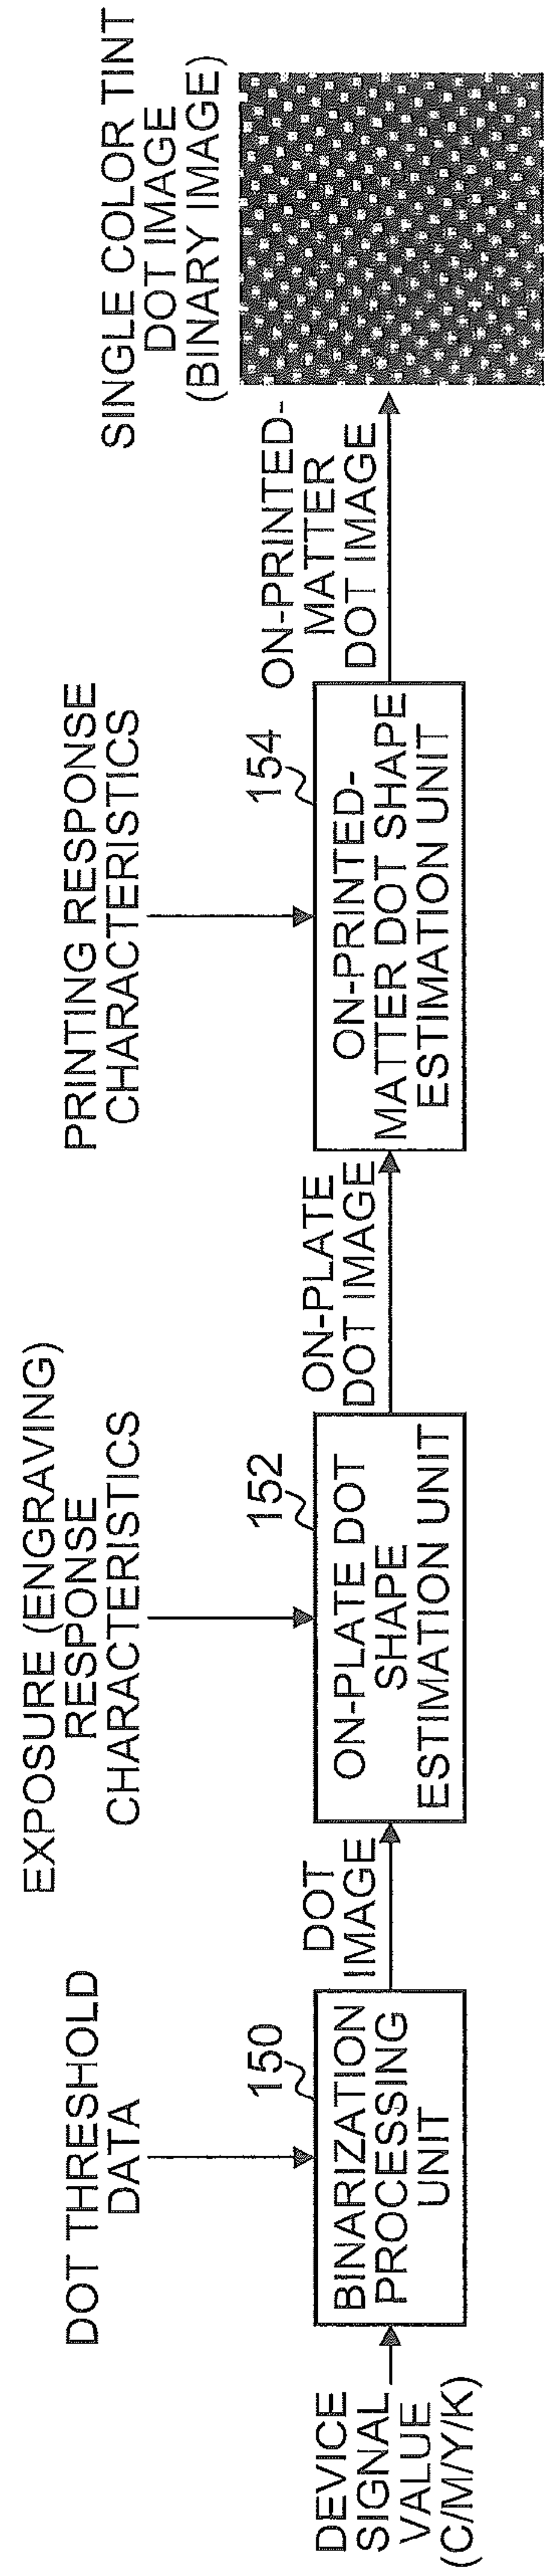 DEVICE
SIGNAL
VALUE
(C/M/Y/K)
DOT THRESHOLD
DATA
150
BINARIZATION
PROCESSING
UNIT
DOT
IMAGE
EXPOSURE (ENGRAVING)
RESPONSE
CHARACTERISTICS
152
ON-PLATE DOT
SHAPE
ESTIMATION UNIT
ON-PLATE
DOT IMAGE
PRINTING RESPONSE
CHARACTERISTICS
154
ON-PRINTED-
MATTER DOT SHAPE
ESTIMATION UNIT
ON-PRINTED-
MATTER
DOT IMAGE
SINGLE COLOR TINT
DOT IMAGE
(BINARY IMAGE)